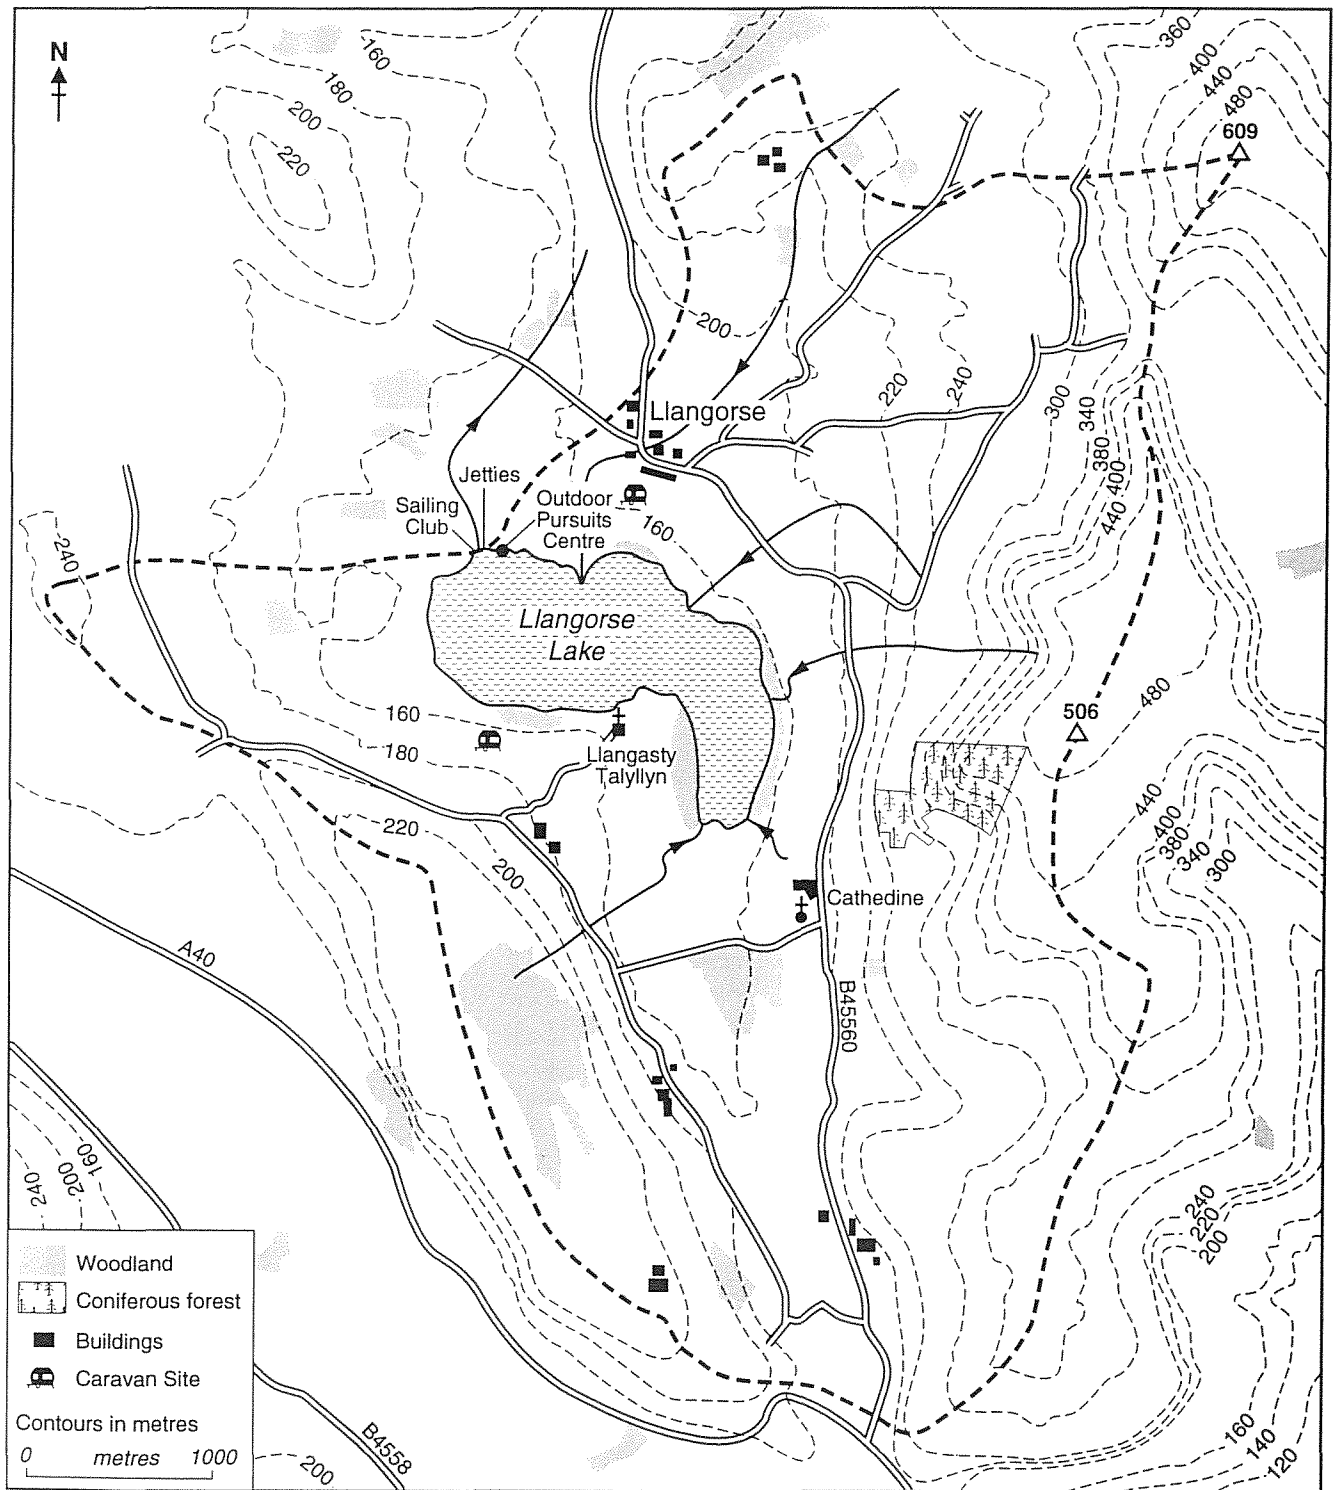 N
160
180
200
220
360
400
440
480
609
200
220
240
300
340
380
400
440
Llangorse
Jetties
Sailing
Club
Outdoor
Pursuits
Centre
160
240
Llangorse
Lake
480
506
160
180
Llangasty
Talyllyn
220
200
440
400
380
340
300
Cathedine
A40
B45560
160
200
240
240
220
200
Woodland
Coniferous forest
Buildings
Caravan Site
Contours in metres
0 metres 1000
B4558
200
160
140
120